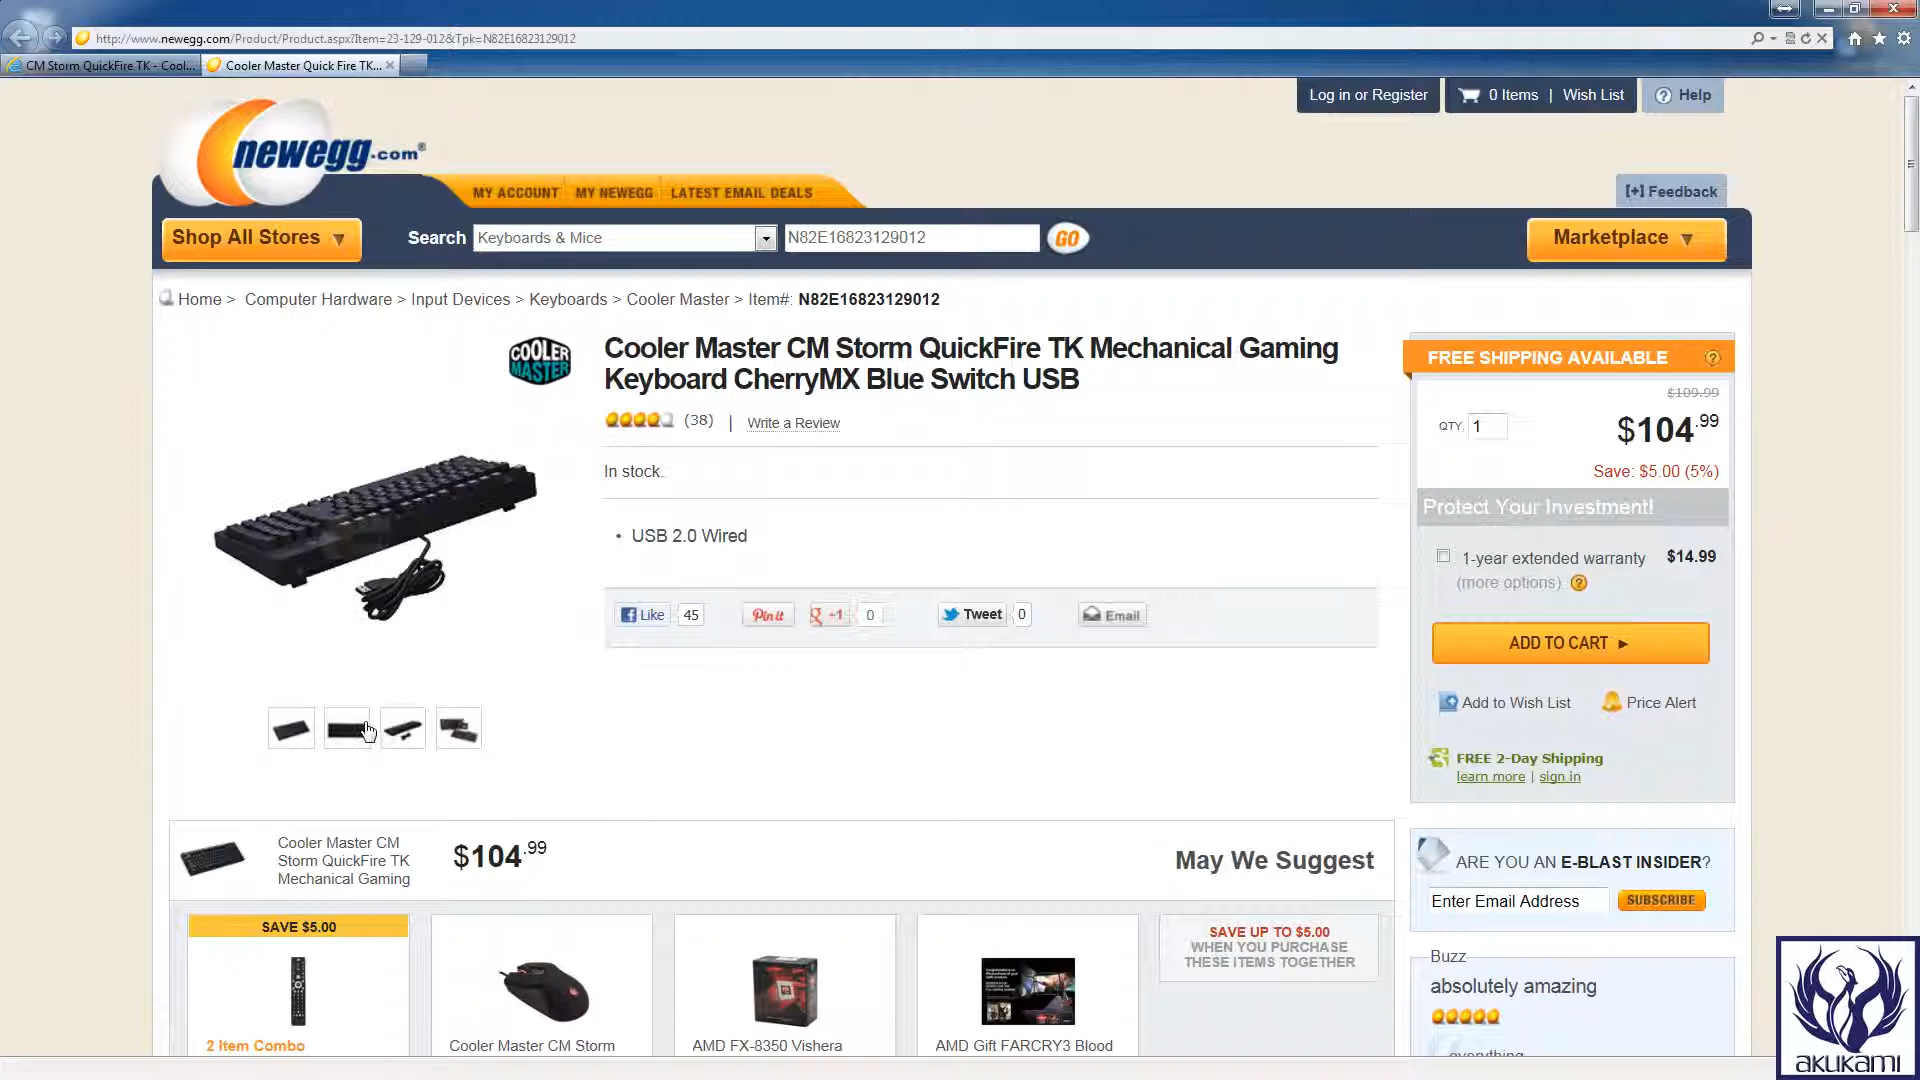 http://www.newegg.com/Product/Product.aspx?Item=23-129-012&Tpk=N82E16823129012
CM Storm QuickFire TK - Cool...
Cooler Master Quick Fire TK...
Log in or Register
0 Items | Wish List
Help
newegg.com®
MY ACCOUNT
MY NEWEGG
LATEST EMAIL DEALS
[+] Feedback
Shop All Stores
Search
Keyboards & Mice
N82E16823129012
GO
Marketplace
Home > Computer Hardware > Input Devices > Keyboards > Cooler Master > Item#: N82E16823129012
COOLER
MASTER
Cooler Master CM Storm QuickFire TK Mechanical Gaming
Keyboard CherryMX Blue Switch USB
(38) | Write a Review
In stock.
• USB 2.0 Wired
Like 45
Pin it
+1 0
Tweet 0
Email
FREE SHIPPING AVAILABLE
$109.99
QTY. 1
$104.99
Save: $5.00 (5%)
Protect Your Investment!
1-year extended warranty $14.99
(more options)
ADD TO CART
Add to Wish List
Price Alert
FREE 2-Day Shipping
learn more | sign in
Cooler Master CM
Storm QuickFire TK
Mechanical Gaming
$104.99
May We Suggest
SAVE $5.00
2 Item Combo
Cooler Master CM Storm
AMD FX-8350 Vishera
AMD Gift FARCRY3 Blood
SAVE UP TO $5.00
WHEN YOU PURCHASE
THESE ITEMS TOGETHER
ARE YOU AN E-BLAST INSIDER?
Enter Email Address
SUBSCRIBE
Buzz
absolutely amazing
everything
akukami